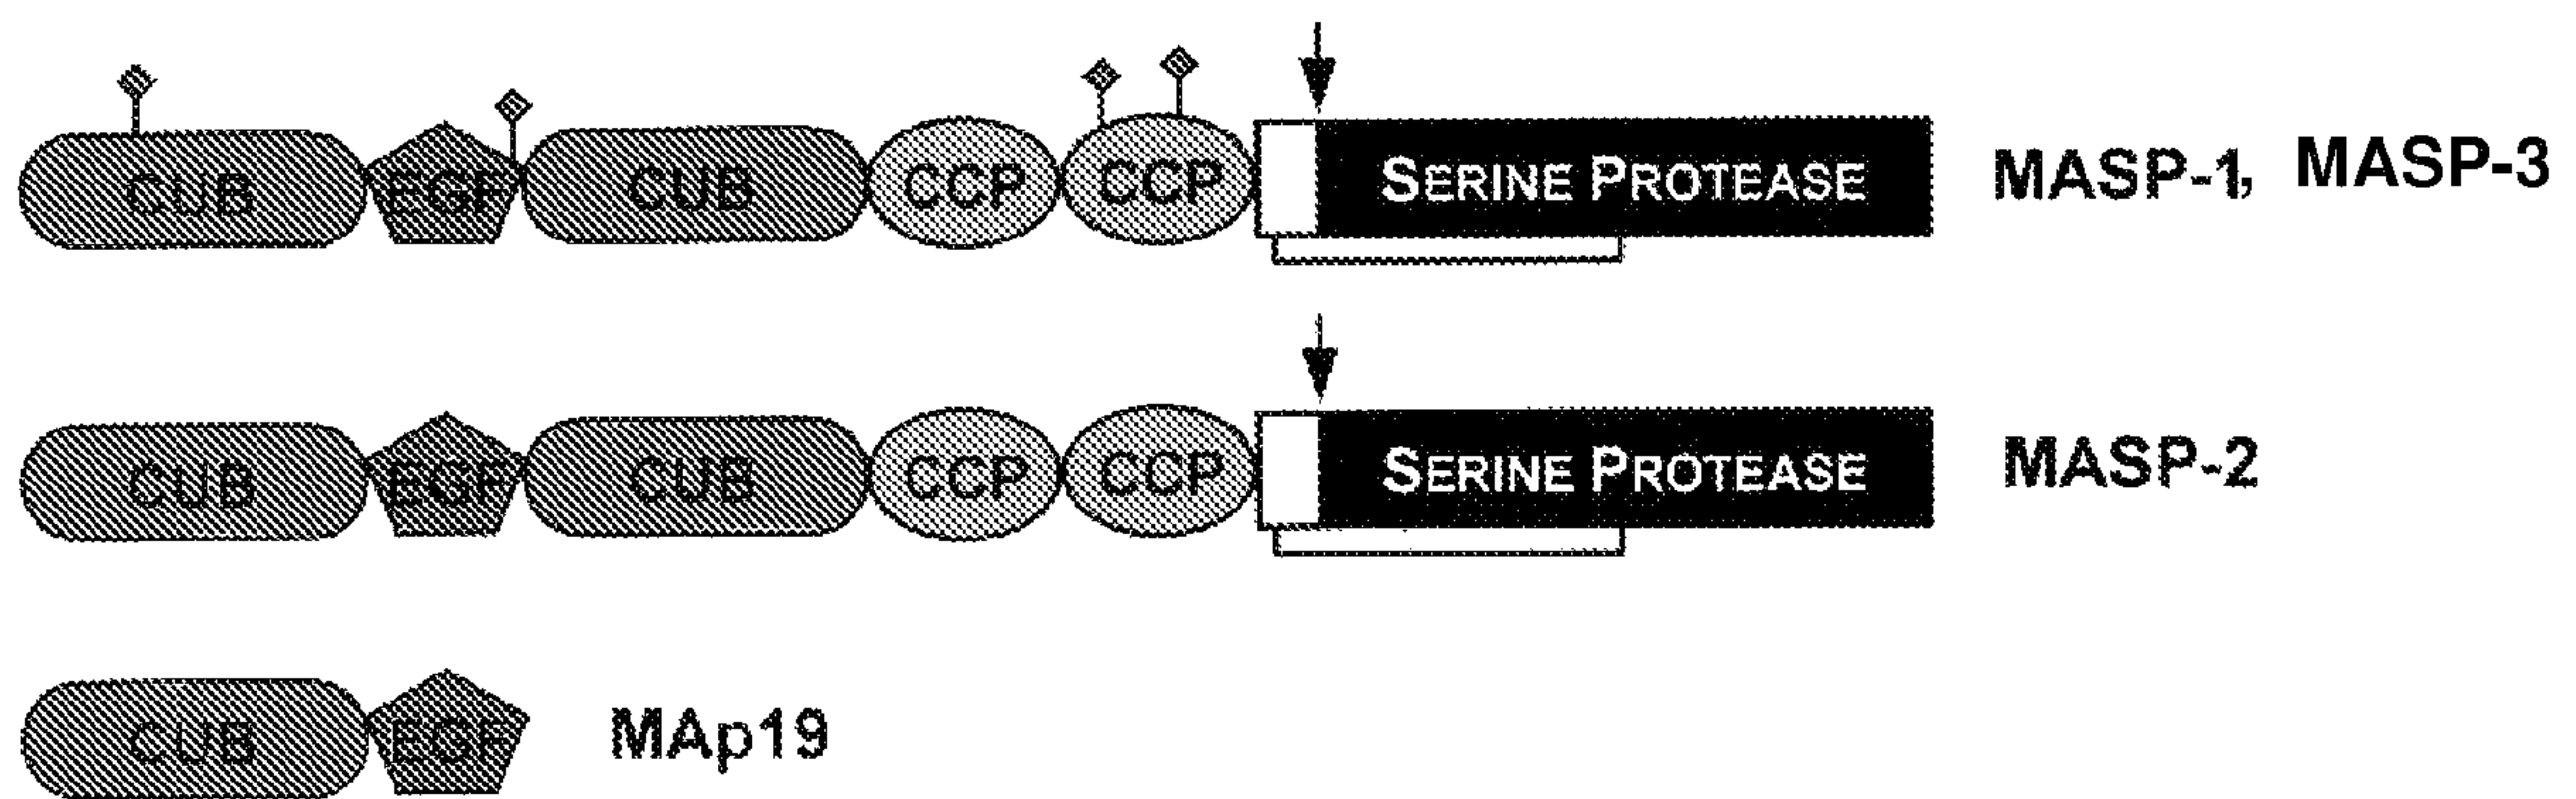 CUB EGF CUB CCP CCP SERINE PROTEASE MASP-1, MASP-3
CUB EGF CUB CCP CCP SERINE PROTEASE MASP-2
CUB EGF MAp19